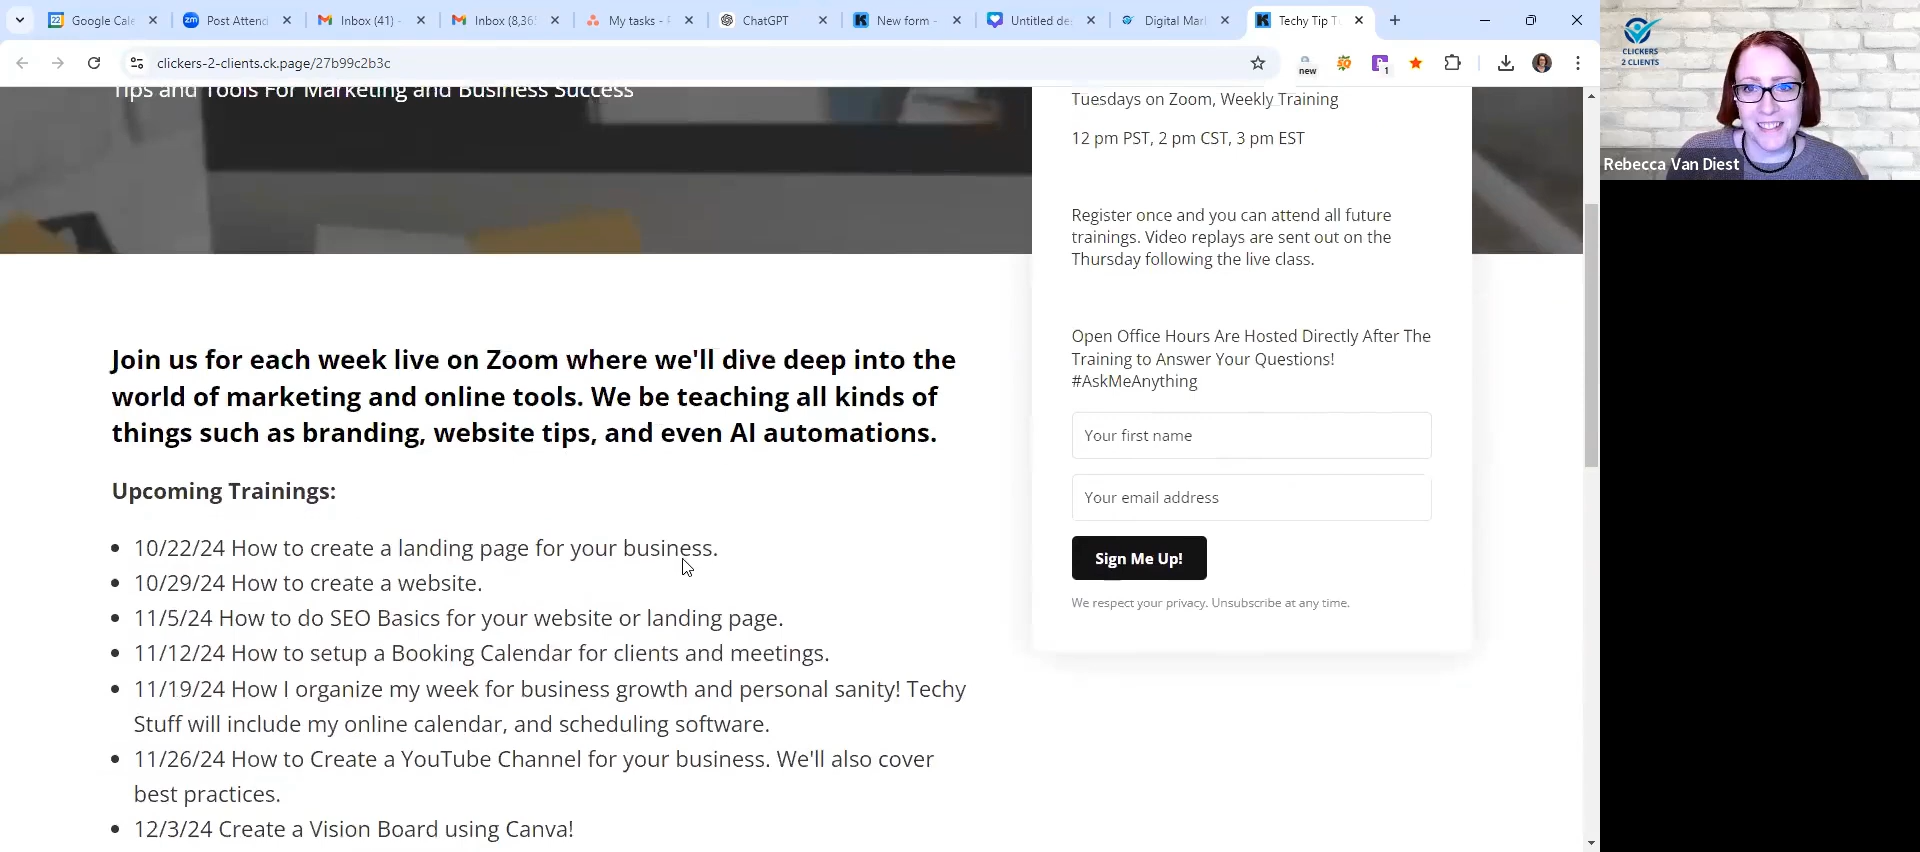 Google Cale
Post Attend
Inbox (41) -
Inbox (8,365
My tasks -
ChatGPT
New form -
Untitled de
Digital Mar
Techy Tip T
clickers-2-clients.ck.page/27b99c2b3c
new
1
CLICKERS
2 CLIENTS
Rebecca Van Diest
Tips and Tools For Marketing and Business Success
Join us for each week live on Zoom where we'll dive deep into the
world of marketing and online tools. We be teaching all kinds of
things such as branding, website tips, and even AI automations.
Upcoming Trainings:
10/22/24 How to create a landing page for your business.
10/29/24 How to create a website.
11/5/24 How to do SEO Basics for your website or landing page.
11/12/24 How to setup a Booking Calendar for clients and meetings.
11/19/24 How I organize my week for business growth and personal sanity! Techy
Stuff will include my online calendar, and scheduling software.
11/26/24 How to Create a YouTube Channel for your business. We'll also cover
best practices.
12/3/24 Create a Vision Board using Canva!
Tuesdays on Zoom, Weekly Training
12 pm PST, 2 pm CST, 3 pm EST
Register once and you can attend all future
trainings. Video replays are sent out on the
Thursday following the live class.
Open Office Hours Are Hosted Directly After The
Training to Answer Your Questions!
#AskMeAnything
Your first name
Your email address
Sign Me Up!
We respect your privacy. Unsubscribe at any time.